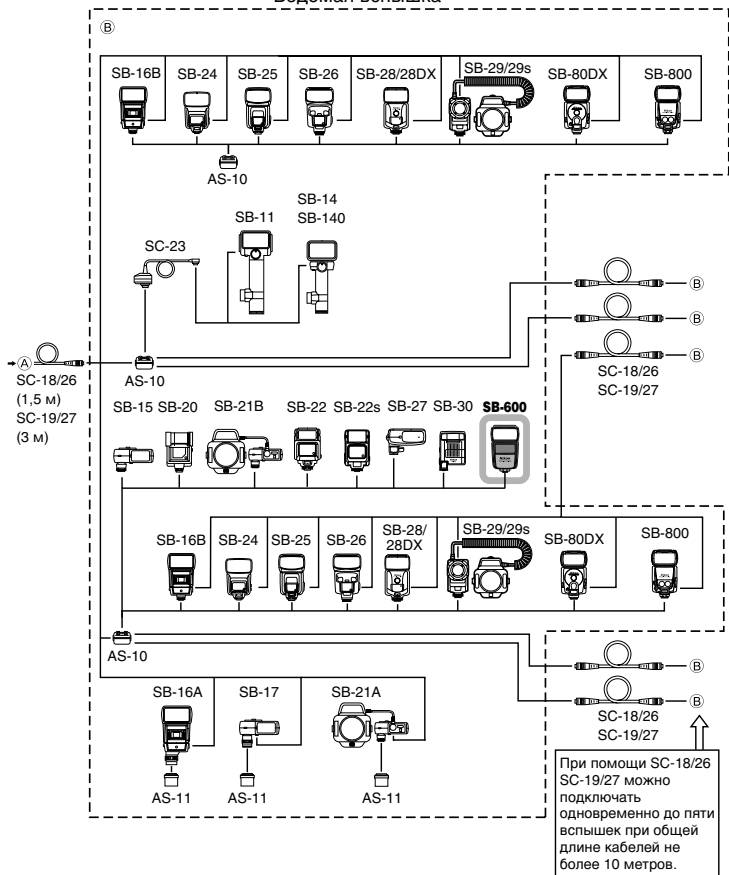 Ведомая вспышка
Ⓑ
SB-16B SB-24 SB-25 SB-26 SB-28/28DX SB-29/29s SB-80DX SB-800
AS-10
SB-14
SB-11 SB-140
SC-23
Ⓑ
Ⓑ
Ⓐ
Ⓑ
SC-18/26
(1,5 м)
SC-19/27
(3 м)
AS-10
SC-18/26
SC-19/27
SB-15 SB-20 SB-21B SB-22 SB-22s SB-27 SB-30 SB-600
SB-16B SB-24 SB-25 SB-26 SB-28/
28DX
SB-29/29s SB-80DX SB-800
AS-10
Ⓑ
Ⓑ
SB-16A SB-17 SB-21A
SC-18/26
SC-19/27
AS-11 AS-11 AS-11
При помощи SC-18/26
SC-19/27 можно
подключать
одновременно до пяти
вспышек при общей
длине кабелей не
более 10 метров.